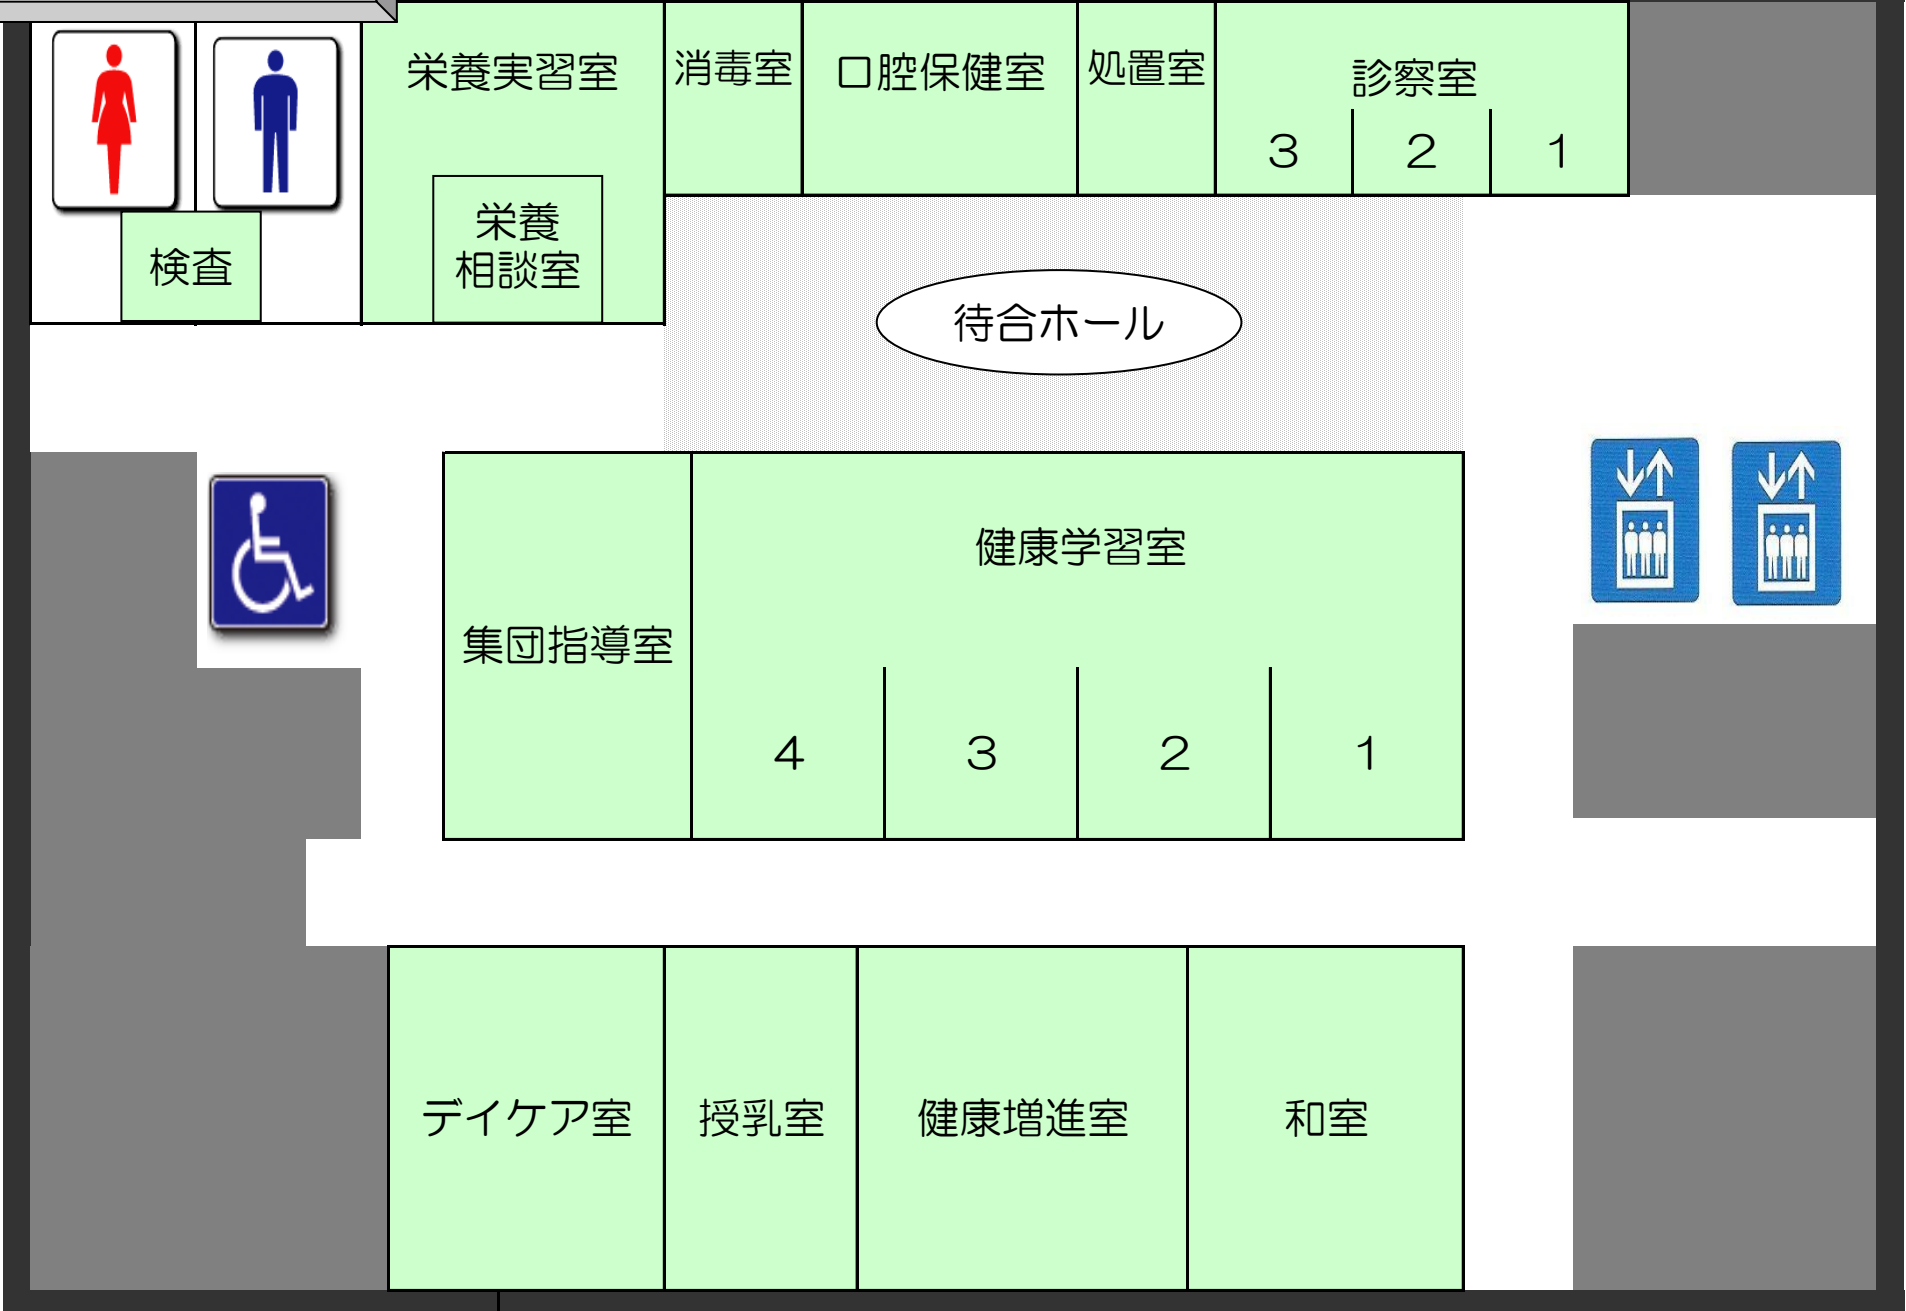 栄養実習室
消毒室
口腔保健室
処置室
診察室
3
2
1
栄養
相談室
検査
待合ホール
健康学習室
集団指導室
4
3
2
1
デイケア室
授乳室
健康増進室
和室